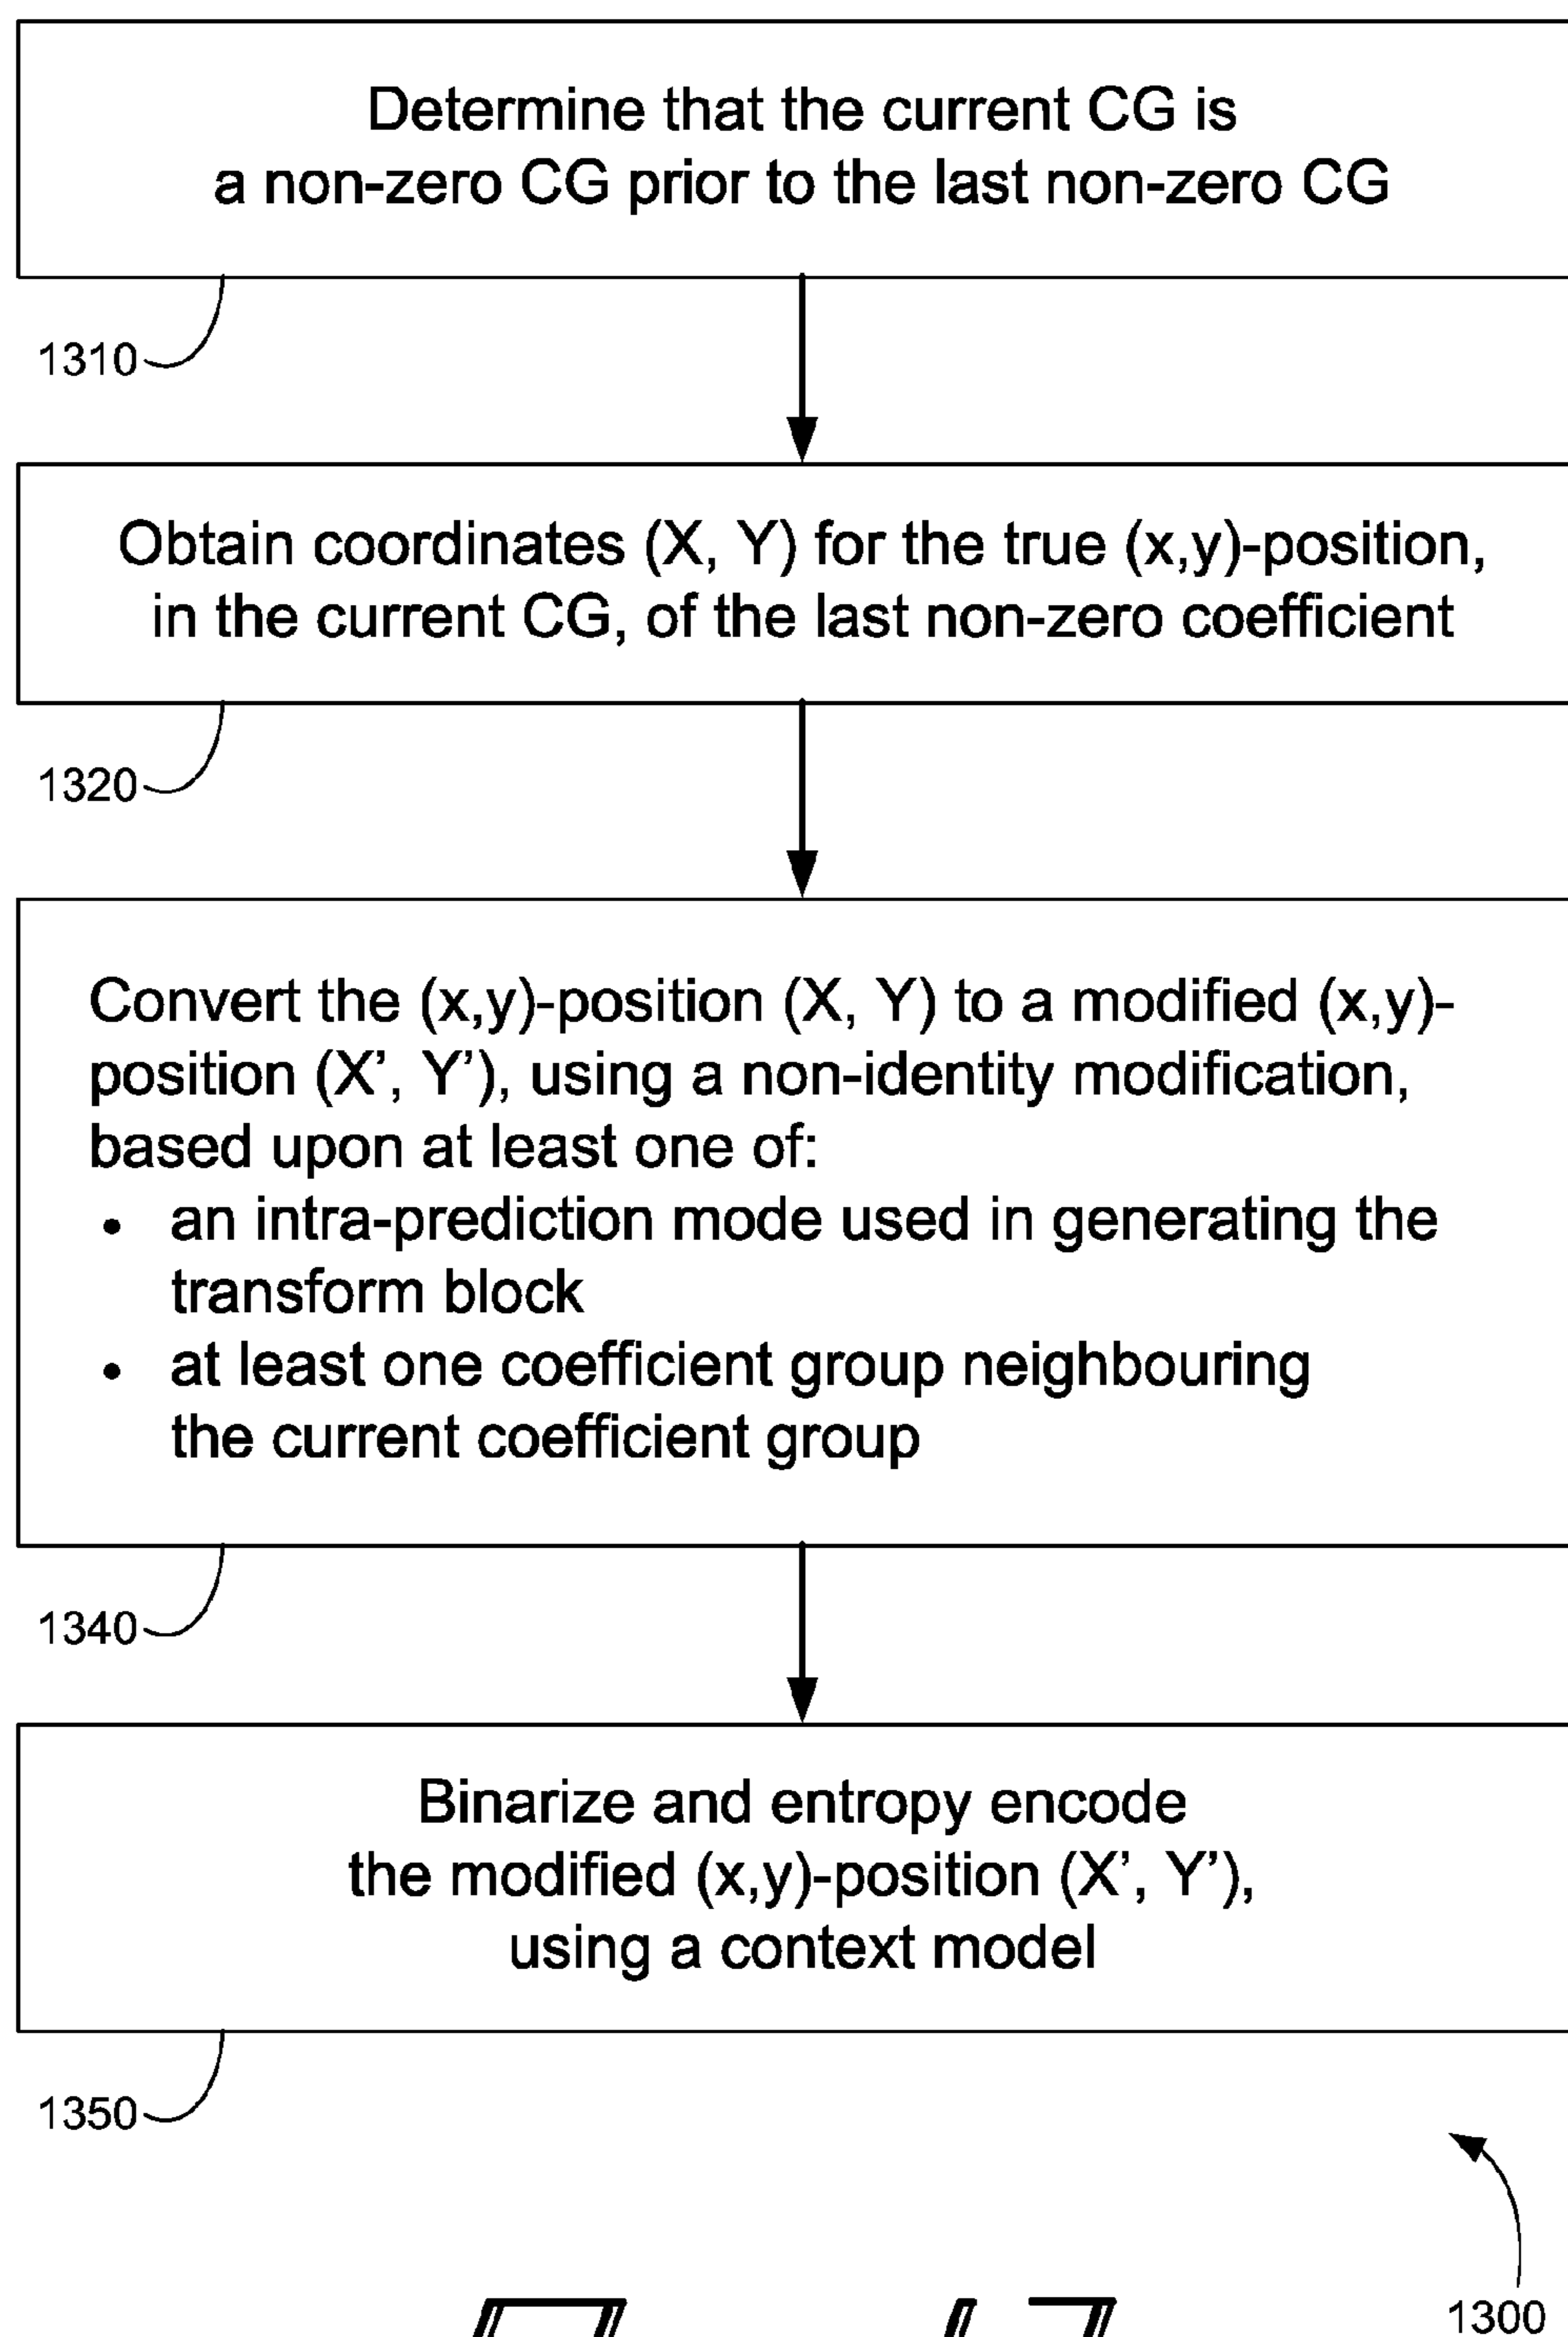 Determine that the current CG is
a non-zero CG prior to the last non-zero CG
1310
Obtain coordinates (X, Y) for the true (x,y)-position,
in the current CG, of the last non-zero coefficient
1320
Convert the (x,y)-position (X, Y) to a modified (x,y)-
position (X’, Y’), using a non-identity modification,
based upon at least one of:
• an intra-prediction mode used in generating the
transform block
• at least one coefficient group neighbouring
the current coefficient group
1340
Binarize and entropy encode
the modified (x,y)-position (X’, Y’),
using a context model
1350
1300